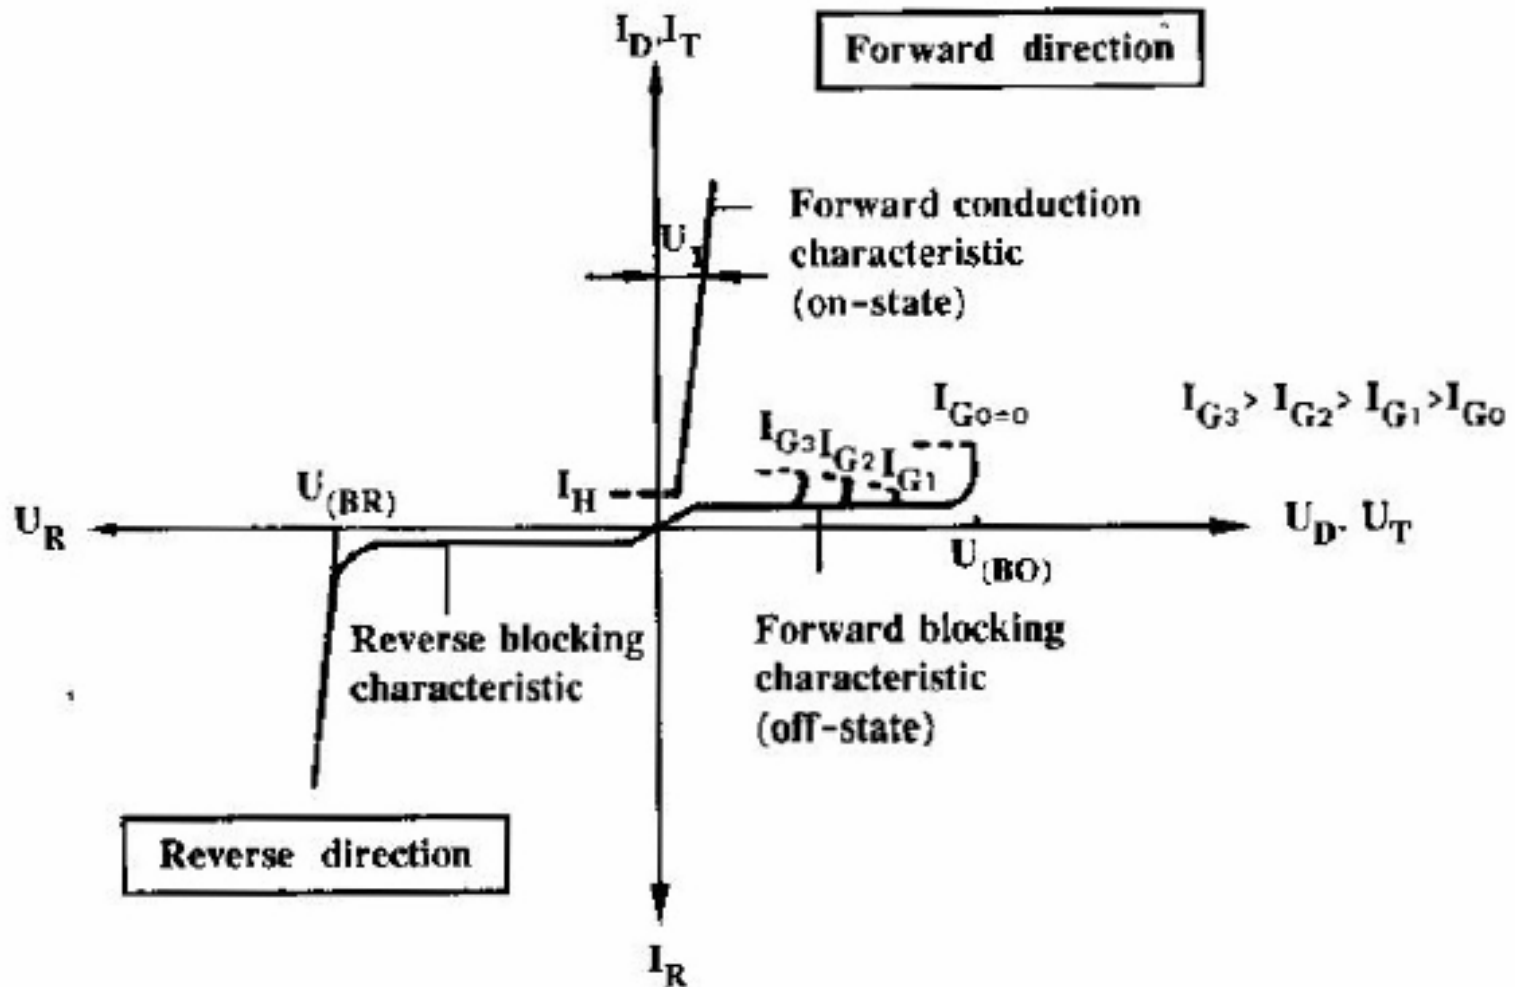 I_D, I_T
Forward direction
Forward conduction
characteristic
(on-state)
U_T
I_G0=0
I_G3 > I_G2 > I_G1 > I_G0
I_G3 I_G2 I_G1
U_(BR)
I_H
U_R
U_D, U_T
U_(BO)
Reverse blocking
characteristic
Forward blocking
characteristic
(off-state)
Reverse direction
I_R